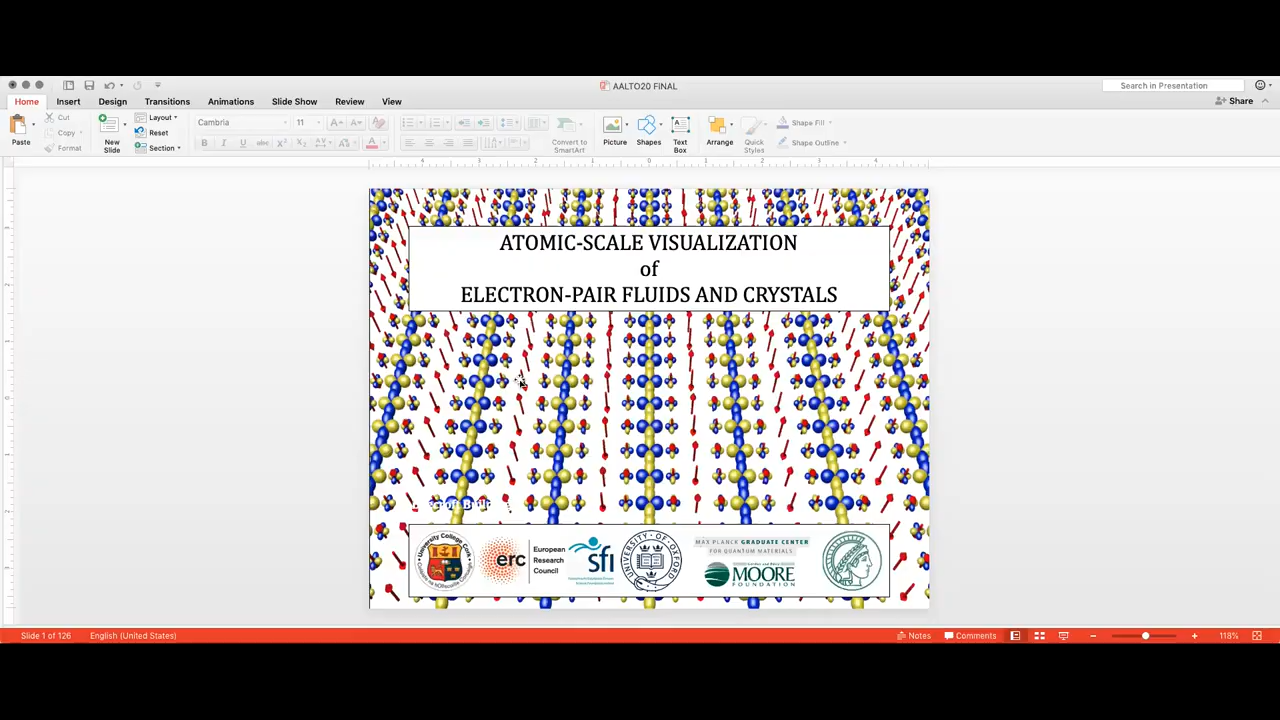 AALTO20 FINAL
Search in Presentation
Home Insert Design Transitions Animations Slide Show Review View
Share
Paste
Cut
Copy
Format
New Slide
Layout
Reset
Section
Cambria 11
Convert to SmartArt
Picture
Shapes
Text Box
Arrange
Quick Styles
Shape Fill
Shape Outline
ATOMIC-SCALE VISUALIZATION
of
ELECTRON-PAIR FLUIDS AND CRYSTALS
erc
European
Research
Council
sfi
UNIVERSITY · OF · OXFORD
MAX PLANCK GRADUATE CENTER
FOR QUANTUM MATERIALS
MOORE
FOUNDATION
Slide 1 of 126 English (United States) Notes Comments 118%